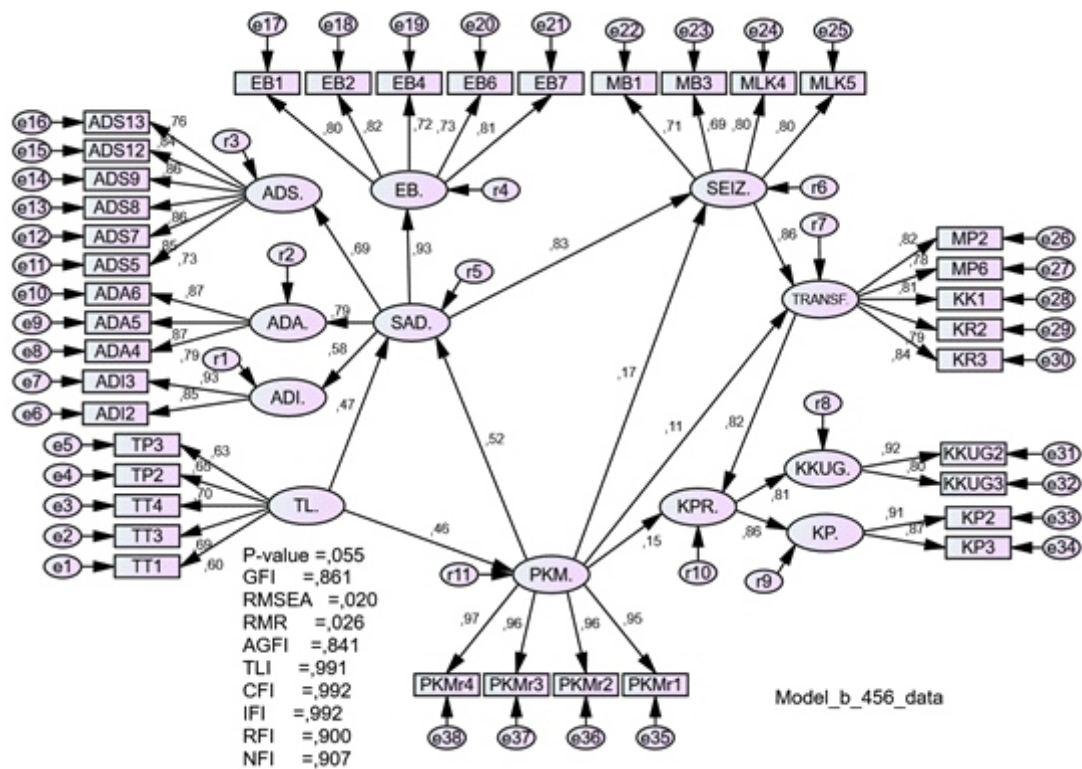 e17 e18 e19 e20 e21 e22 e23 e24 e25
EB1 EB2 EB4 EB6 EB7 MB1 MB3 MLK4 MLK5
,80 ,82 ,72 ,73 ,81 ,71 ,69 ,80 ,80
e16 ADS13 ,76
e15 ADS12 ,84
e14 ADS9 ,86
e13 ADS8
e12 ADS7 ,86
e11 ADS5 ,85
,73
r3 ADS. EB. r4 SEIZ. r6
,69 ,93 ,83 ,86 r7
e10 ADA6 ,87
e9 ADA5
e8 ADA4 ,87
,79
r2 ADA. ,79 SAD. r5
e7 ADI3 ,93
e6 ADI2 ,85
r1 ADI. ,58
TRANSF.
,82 MP2 e26
,78 MP6 e27
,81 KK1 e28
KR2 e29
,79
,84 KR3 e30
,47 ,52 ,17 ,11 ,82
e5 TP3 ,63
e4 TP2 ,65
e3 TT4 ,70
e2 TT3
e1 TT1 ,69
,60
TL. ,46
r8 KKUG. ,92 KKUG2 e31
,80 KKUG3 e32
KPR. ,81
,86 KP. ,91 KP2 e33
,87 KP3 e34
,15 r10 r9
r11 PKM.
,97 ,96 ,96 ,95
PKMr4 PKMr3 PKMr2 PKMr1
e38 e37 e36 e35
P-value =,055
GFI =,861
RMSEA =,020
RMR =,026
AGFI =,841
TLI =,991
CFI =,992
IFI =,992
RFI =,900
NFI =,907
Model_b_456_data